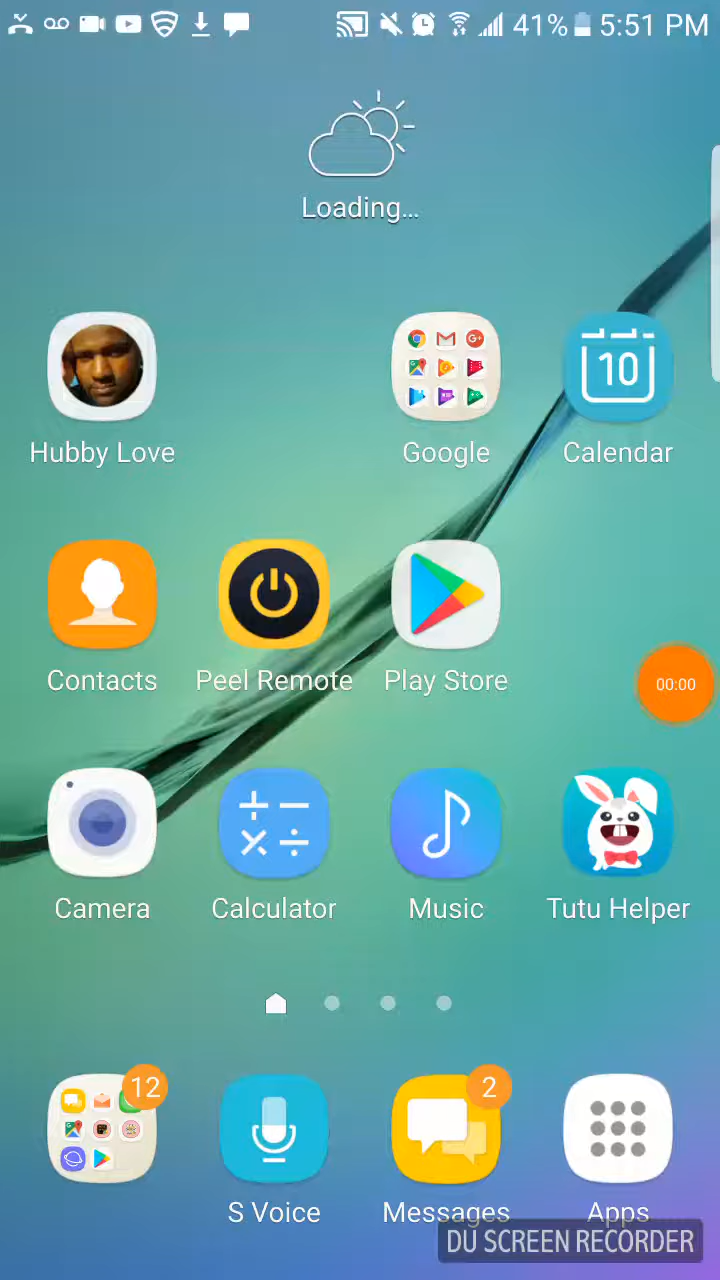 41% 5:51 PM
Loading...
10
Hubby Love
Google
Calendar
Contacts
Peel Remote
Play Store
00:00
Camera
Calculator
Music
Tutu Helper
12
2
S Voice
Messages
Apps
DU SCREEN RECORDER